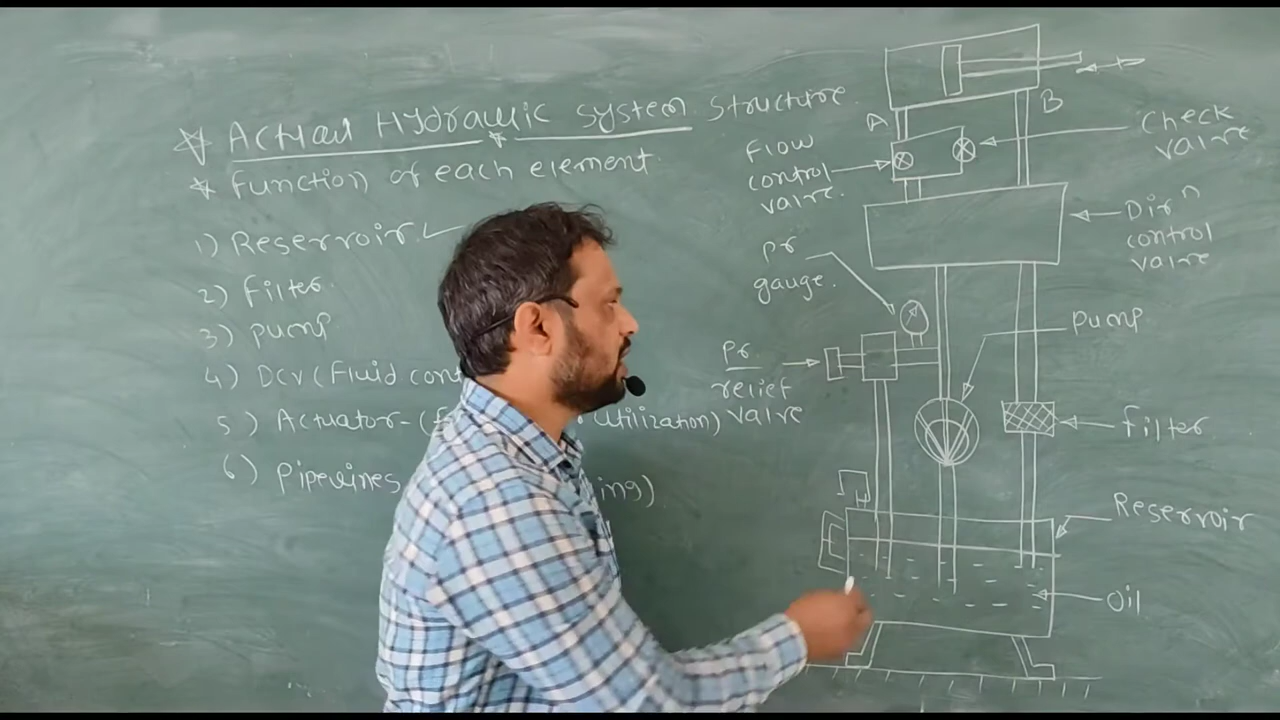 Actual Hydraulic system structure.
* function of each element.
1) Reservoir.
2) filter.
3) pump
4) DCV (Fluid cont
5) Actuator - ( utilization)
6) Pipelines ing)
A
B
Flow
control
valve.
Check
valve
Dirⁿ
control
valve
pr
gauge.
pump
pr.
relief
valve
filter
Reservoir
Oil